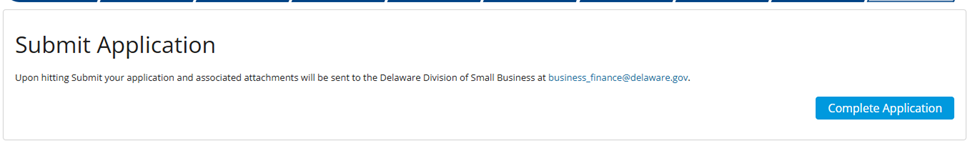 Submit Application
Upon hitting Submit your application and associated attachments will be sent to the Delaware Division of Small Business at business_finance@delaware.gov.
Complete Application